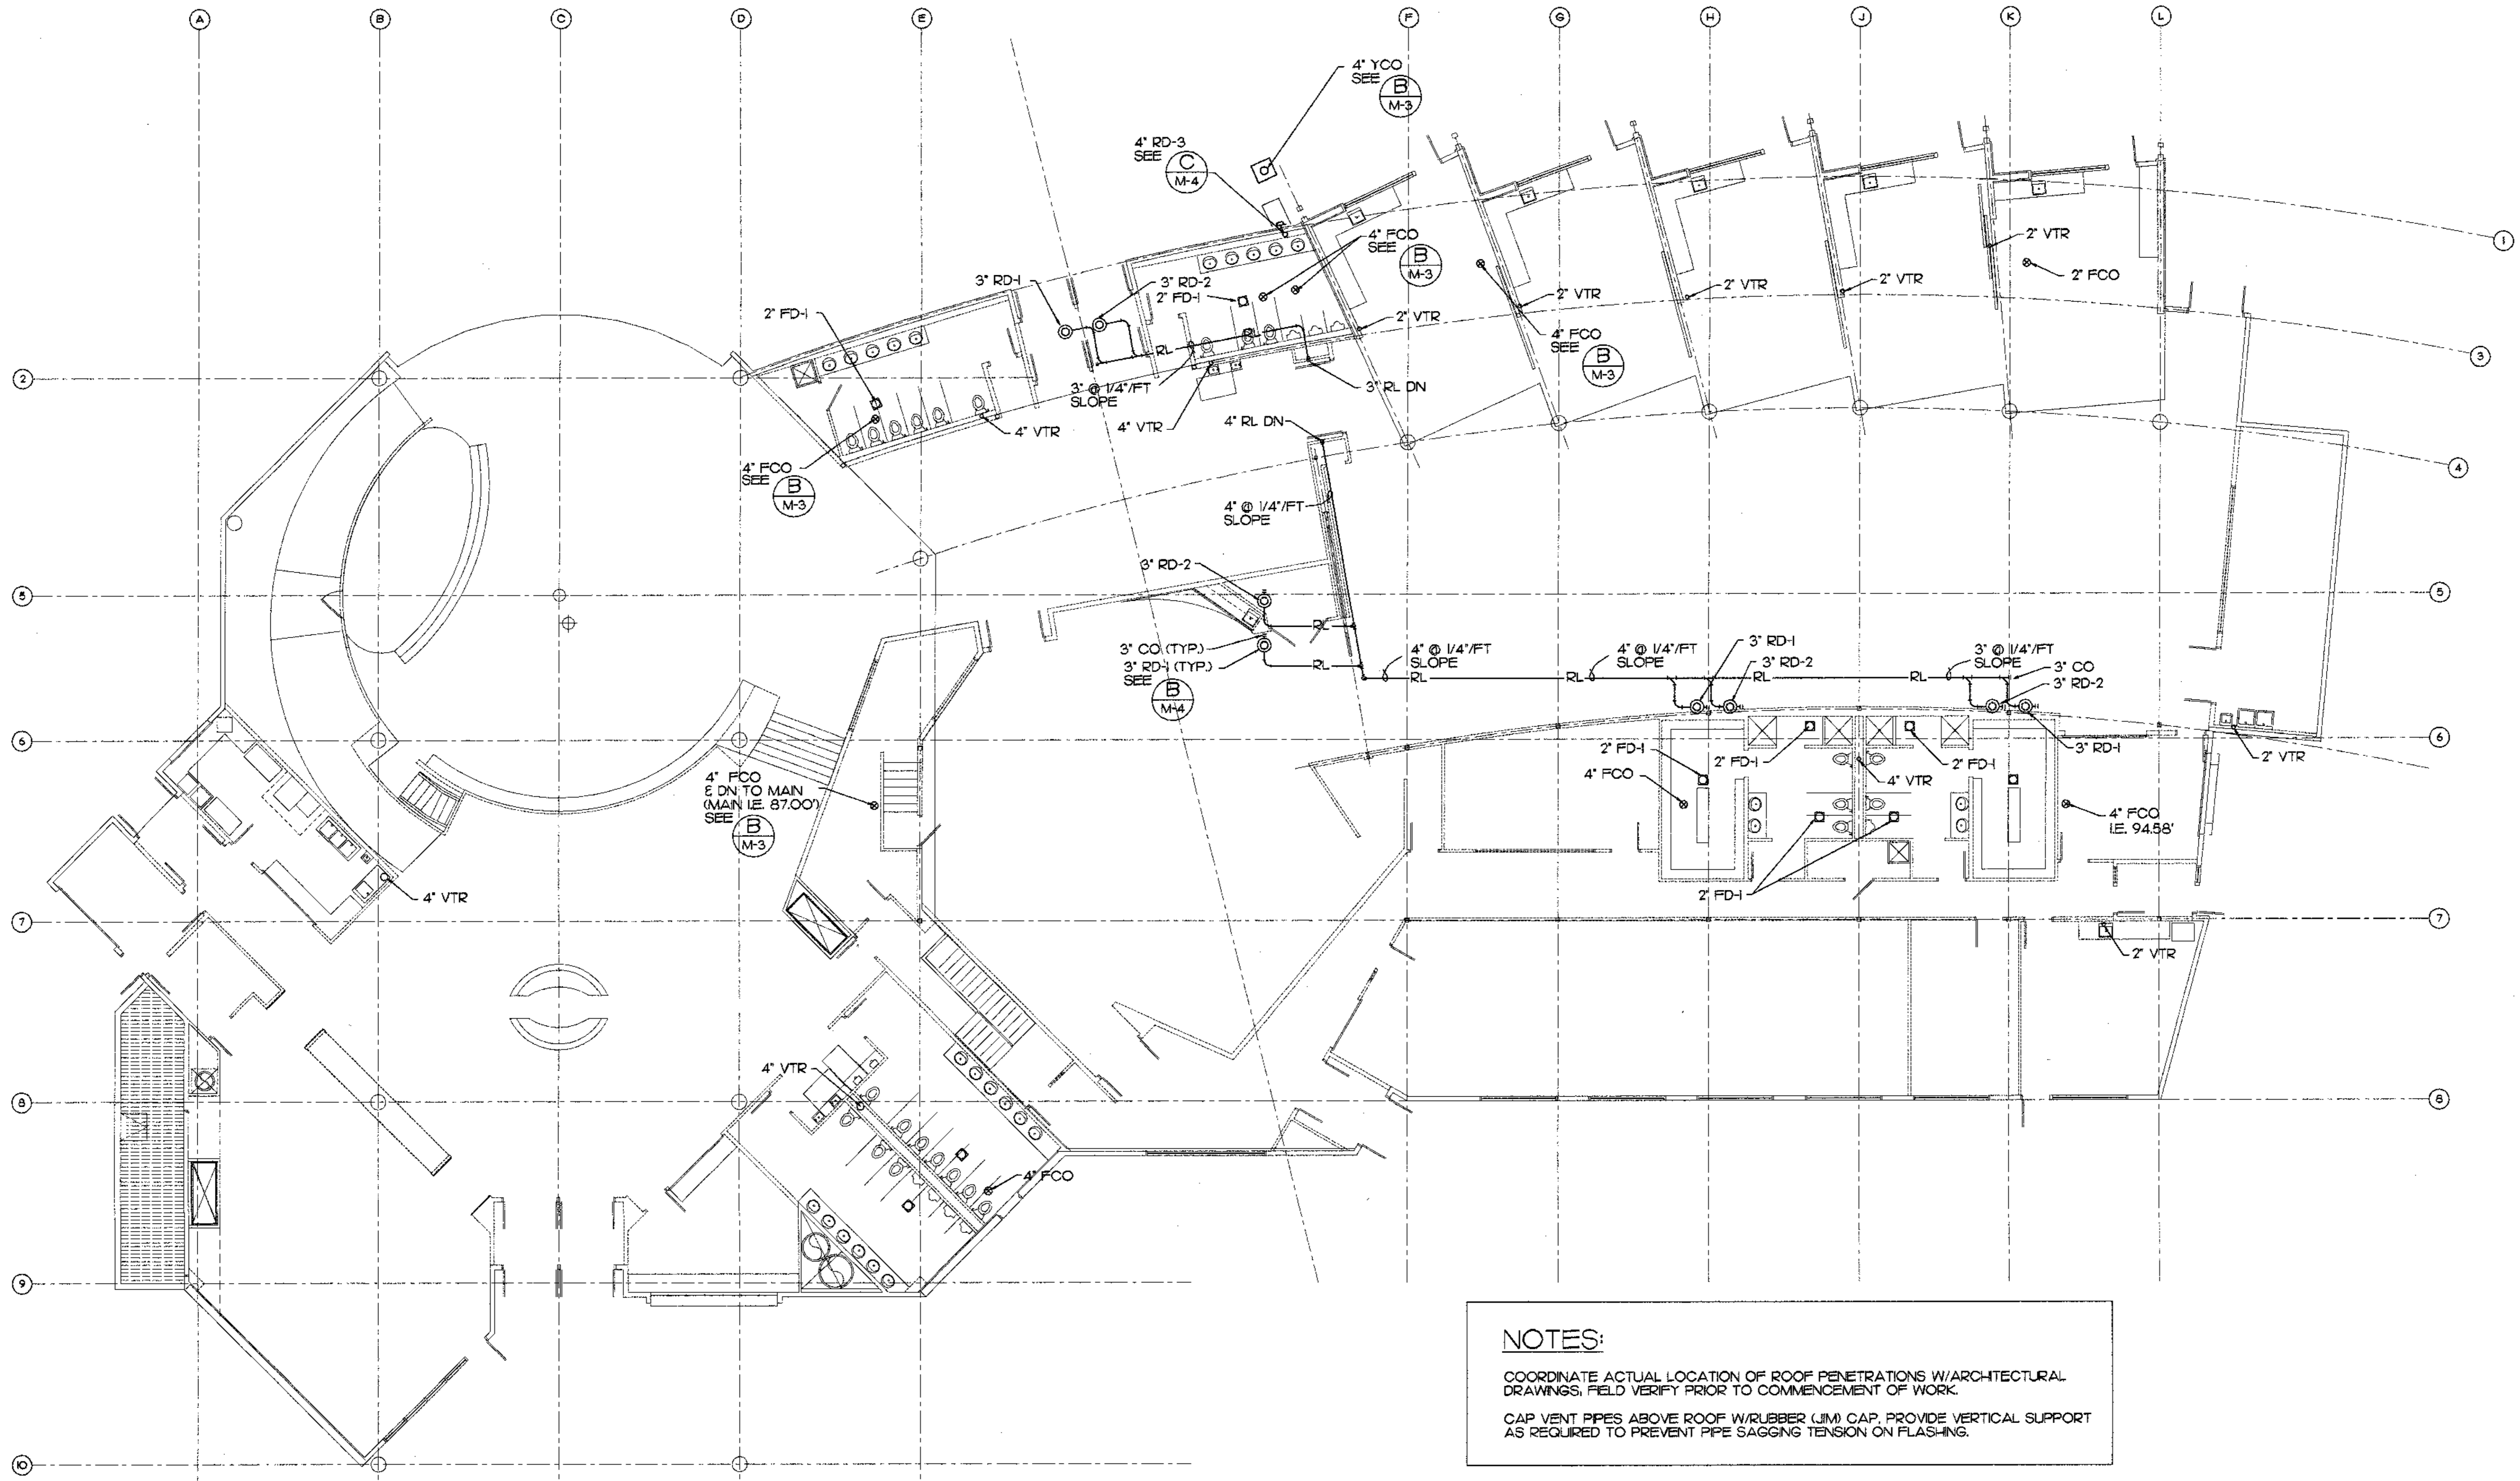 A
B
C
D
E
F
G
H
J
K
L
4" YCO
SEE
B
M-3
4" RD-3
SEE
C
M-4
4" FCO
SEE
B
M-3
1
2" VTR
2" FCO
3" RD-1
3" RD-2
2" FD-1
2" VTR
2" VTR
2" VTR
2" VTR
2" FD-1
RL
RL
4" FCO
SEE
B
M-3
3
2
3" @ 1/4"/FT
SLOPE
3" RL DN
4" VTR
4" VTR
4" RL DN
4" FCO
SEE
B
M-3
4
4" @ 1/4"/FT
SLOPE
3" RD-2
5
5
RL
3" CO (TYP.)
3" RD-1 (TYP.)
SEE
B
M-4
RL
4" @ 1/4"/FT
SLOPE
RL
4" @ 1/4"/FT
SLOPE
RL
3" RD-1
3" RD-2
RL
3" @ 1/4"/FT
SLOPE
RL
3" CO
3" RD-2
6
6
2" FD-1
2" FD-1
2" FD-1
3" RD-1
2" VTR
4" FCO
& DN TO MAIN
(MAIN I.E. 87.00')
SEE
B
M-3
4" FCO
4" VTR
4" FCO
I.E. 94.58'
4" VTR
2" FD-1
7
7
2" VTR
4" VTR
8
8
4" FCO
9
10
NOTES:
COORDINATE ACTUAL LOCATION OF ROOF PENETRATIONS W/ARCHITECTURAL
DRAWINGS; FIELD VERIFY PRIOR TO COMMENCEMENT OF WORK.
CAP VENT PIPES ABOVE ROOF W/RUBBER (JIM) CAP, PROVIDE VERTICAL SUPPORT
AS REQUIRED TO PREVENT PIPE SAGGING TENSION ON FLASHING.